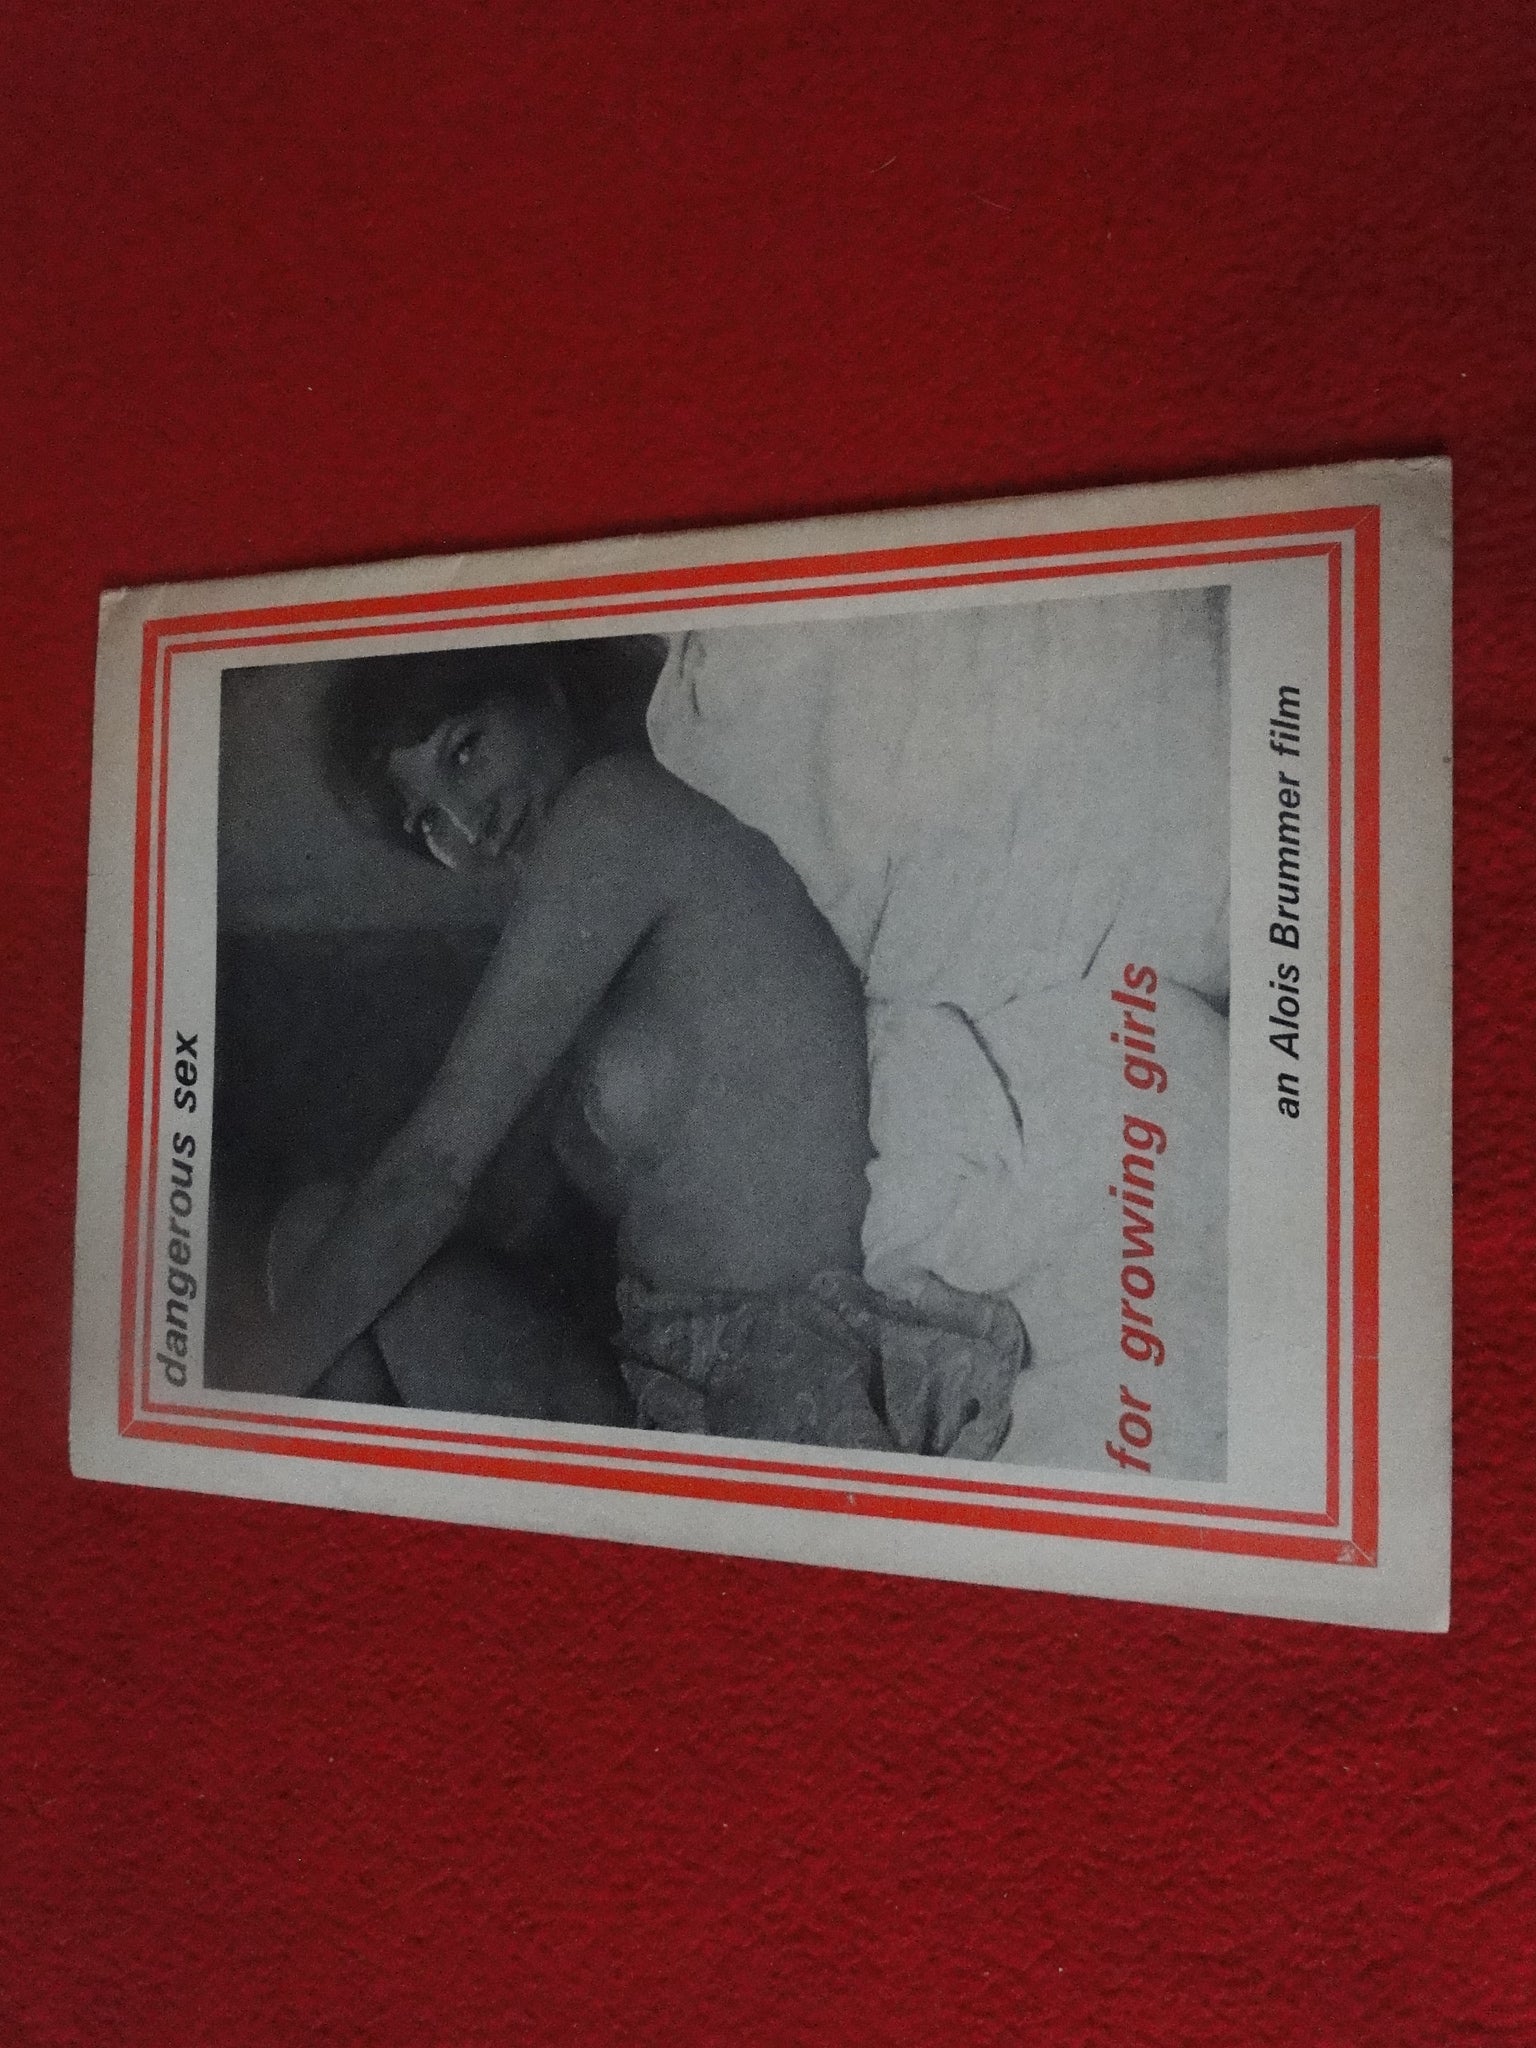 dangerous sex
for growing girls
an Alois Brummer film